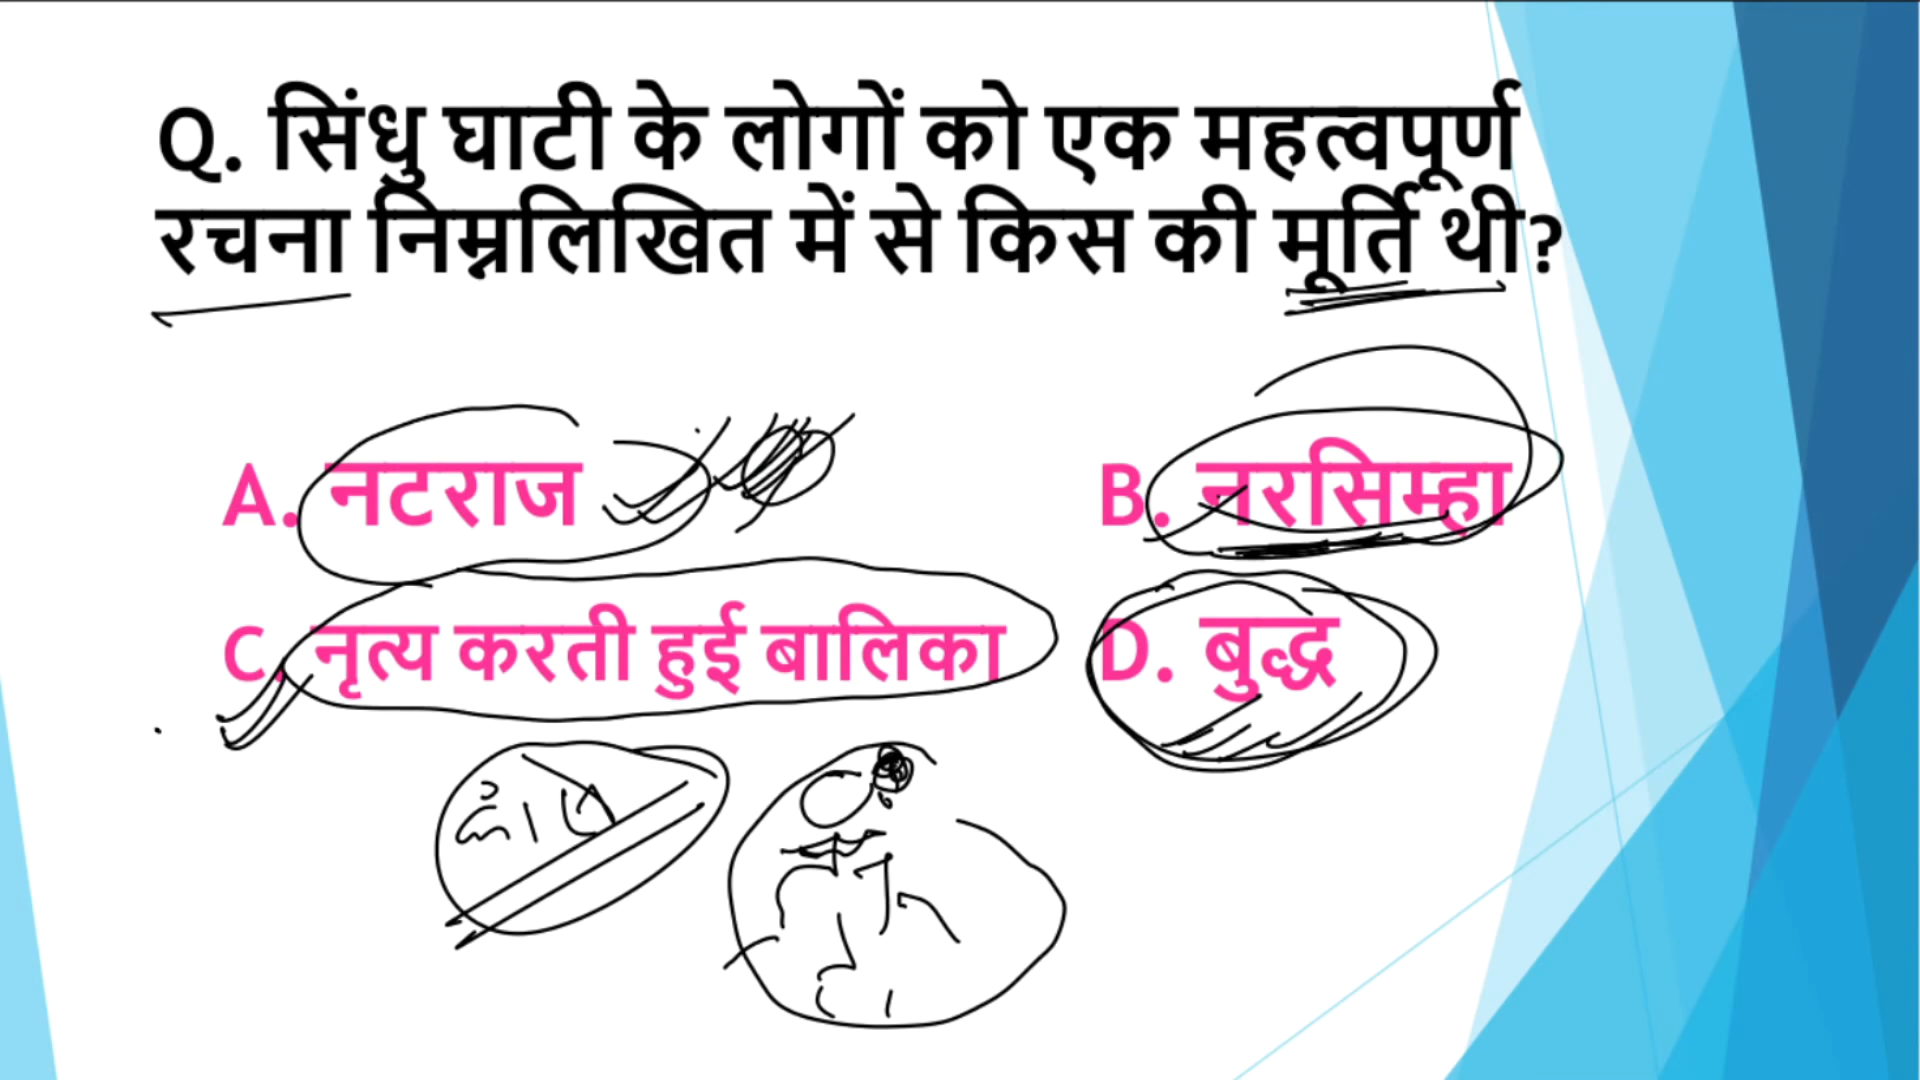 Q. सिंधु घाटी के लोगों को एक महत्वपूर्ण
रचना निम्नलिखित में से किस की मूर्ति थी?
A. नटराज
B. नरसिम्हा
C. नृत्य करती हुई बालिका
D. बुद्ध